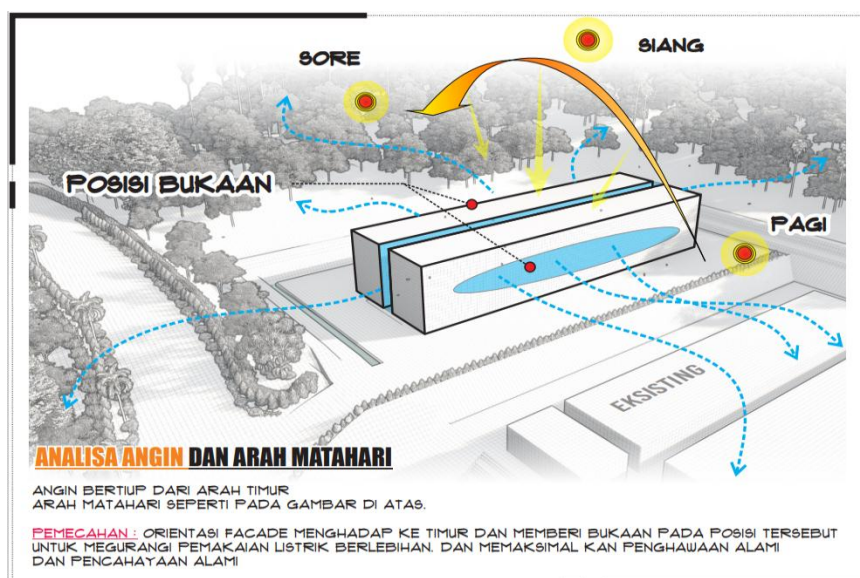 SORE
SIANG
POSISI BUKAAN
PAGI
EKSISTING
ANALISA ANGIN DAN ARAH MATAHARI
ANGIN BERTIUP DARI ARAH TIMUR
ARAH MATAHARI SEPERTI PADA GAMBAR DI ATAS.
PEMECAHAN : ORIENTASI FACADE MENGHADAP KE TIMUR DAN MEMBERI BUKAAN PADA POSISI TERSEBUT
UNTUK MEGURANGI PEMAKAIAN LISTRIK BERLEBIHAN. DAN MEMAKSIMAL KAN PENGHAWAAN ALAMI
DAN PENCAHAYAAN ALAMI